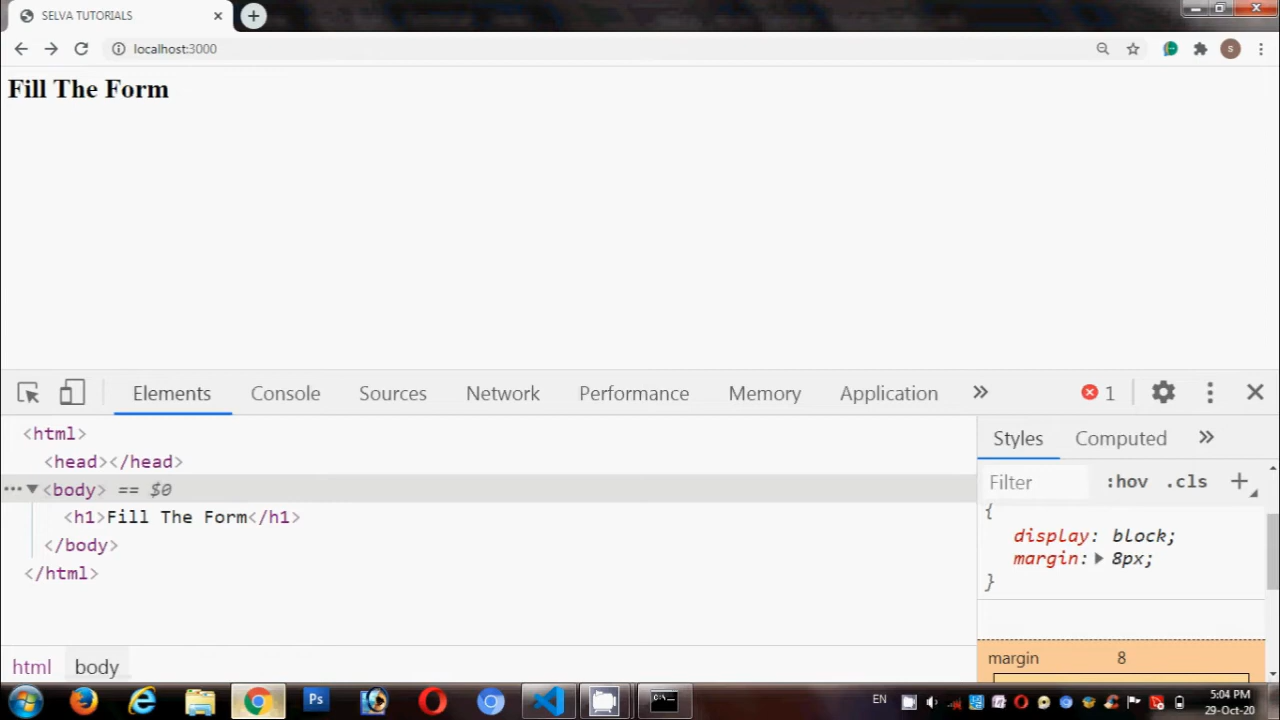 SELVA TUTORIALS
localhost:3000
S
Fill The Form
Elements Console Sources Network Performance Memory Application » 1
<html>
<head></head>
<body> == $0
<h1>Fill The Form</h1>
</body>
</html>
html body
Styles Computed »
Filter :hov .cls +
{
display: block;
margin: 8px;
}
margin 8
Ps
C:\_
EN
5:04 PM
29-Oct-20